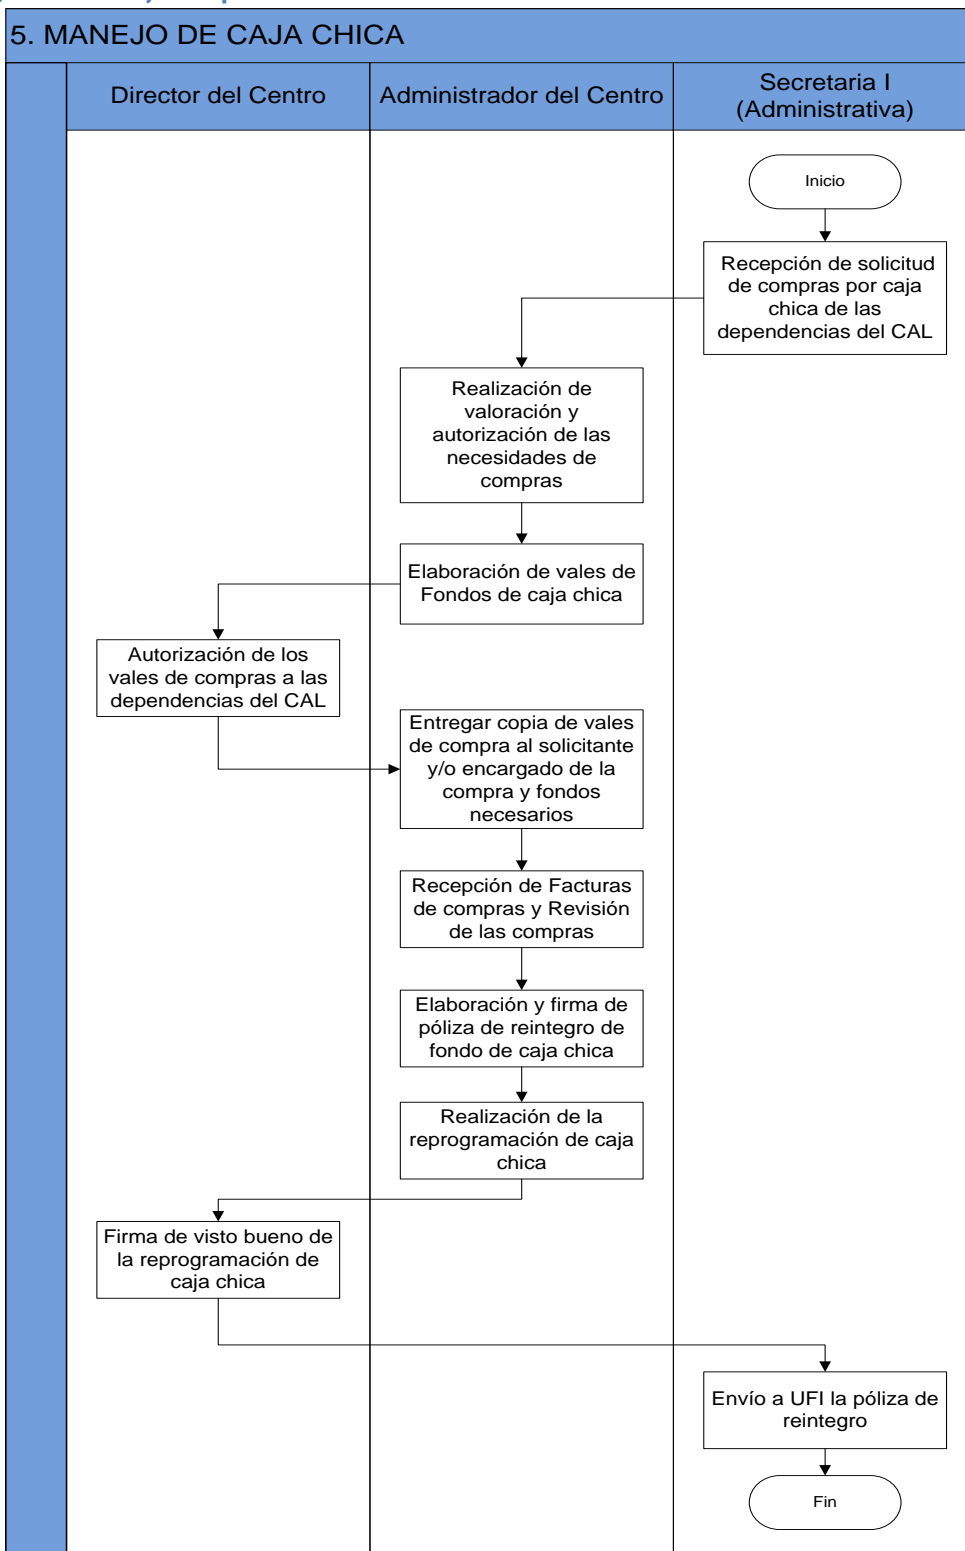 5. MANEJO DE CAJA CHICA
Director del Centro
Administrador del Centro
Secretaria I
(Administrativa)
Inicio
Recepción de solicitud
de compras por caja
chica de las
dependencias del CAL
Realización de
valoración y
autorización de las
necesidades de
compras
Elaboración de vales de
Fondos de caja chica
Autorización de los
vales de compras a las
dependencias del CAL
Entregar copia de vales
de compra al solicitante
y/o encargado de la
compra y fondos
necesarios
Recepción de Facturas
de compras y Revisión
de las compras
Elaboración y firma de
póliza de reintegro de
fondo de caja chica
Realización de la
reprogramación de caja
chica
Firma de visto bueno de
la reprogramación de
caja chica
Envío a UFI la póliza de
reintegro
Fin